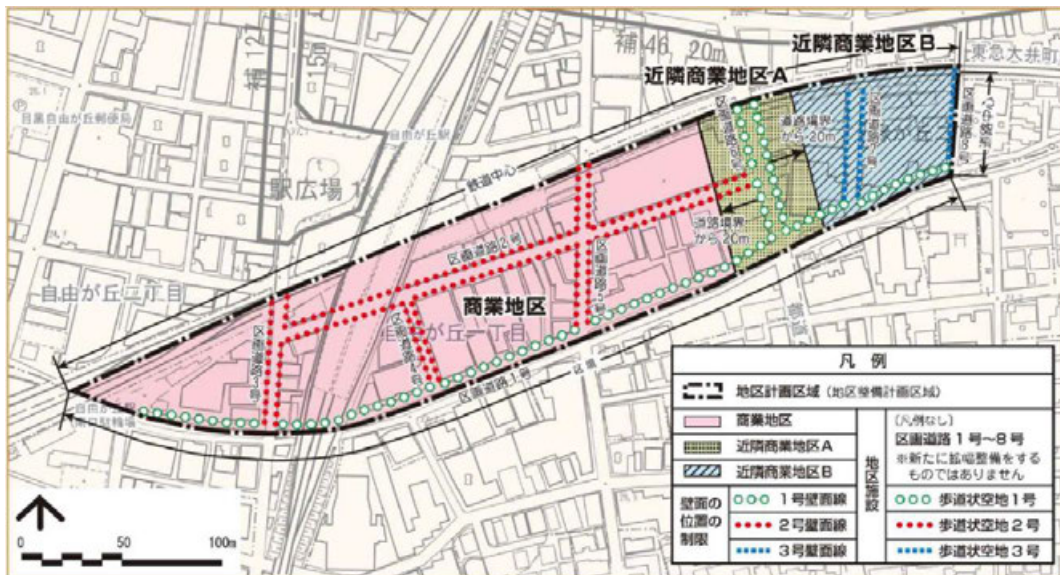 近隣商業地区B
補46 20m
東急大井町
近隣商業地区A
補112
15m
目黒自由が丘郵便局
自由が丘駅
駅広場
鉄道中心
道路境界
から20m
区画道路8号
区画道路2号
道路境界
から20m
区画道路5号
自由が丘二丁目
商業地区
自由が丘一丁目
区画道路3号
区画道路4号
区画道路1号
0 50 100m
凡例
地区計画区域（地区整備計画区域）
商業地区
近隣商業地区A
近隣商業地区B
地区施設
〔凡例なし〕
区画道路1号～8号
※新たに拡幅整備をする
ものではありません
壁面の
位置の
制限
1号壁面線
2号壁面線
3号壁面線
歩道状空地1号
歩道状空地2号
歩道状空地3号